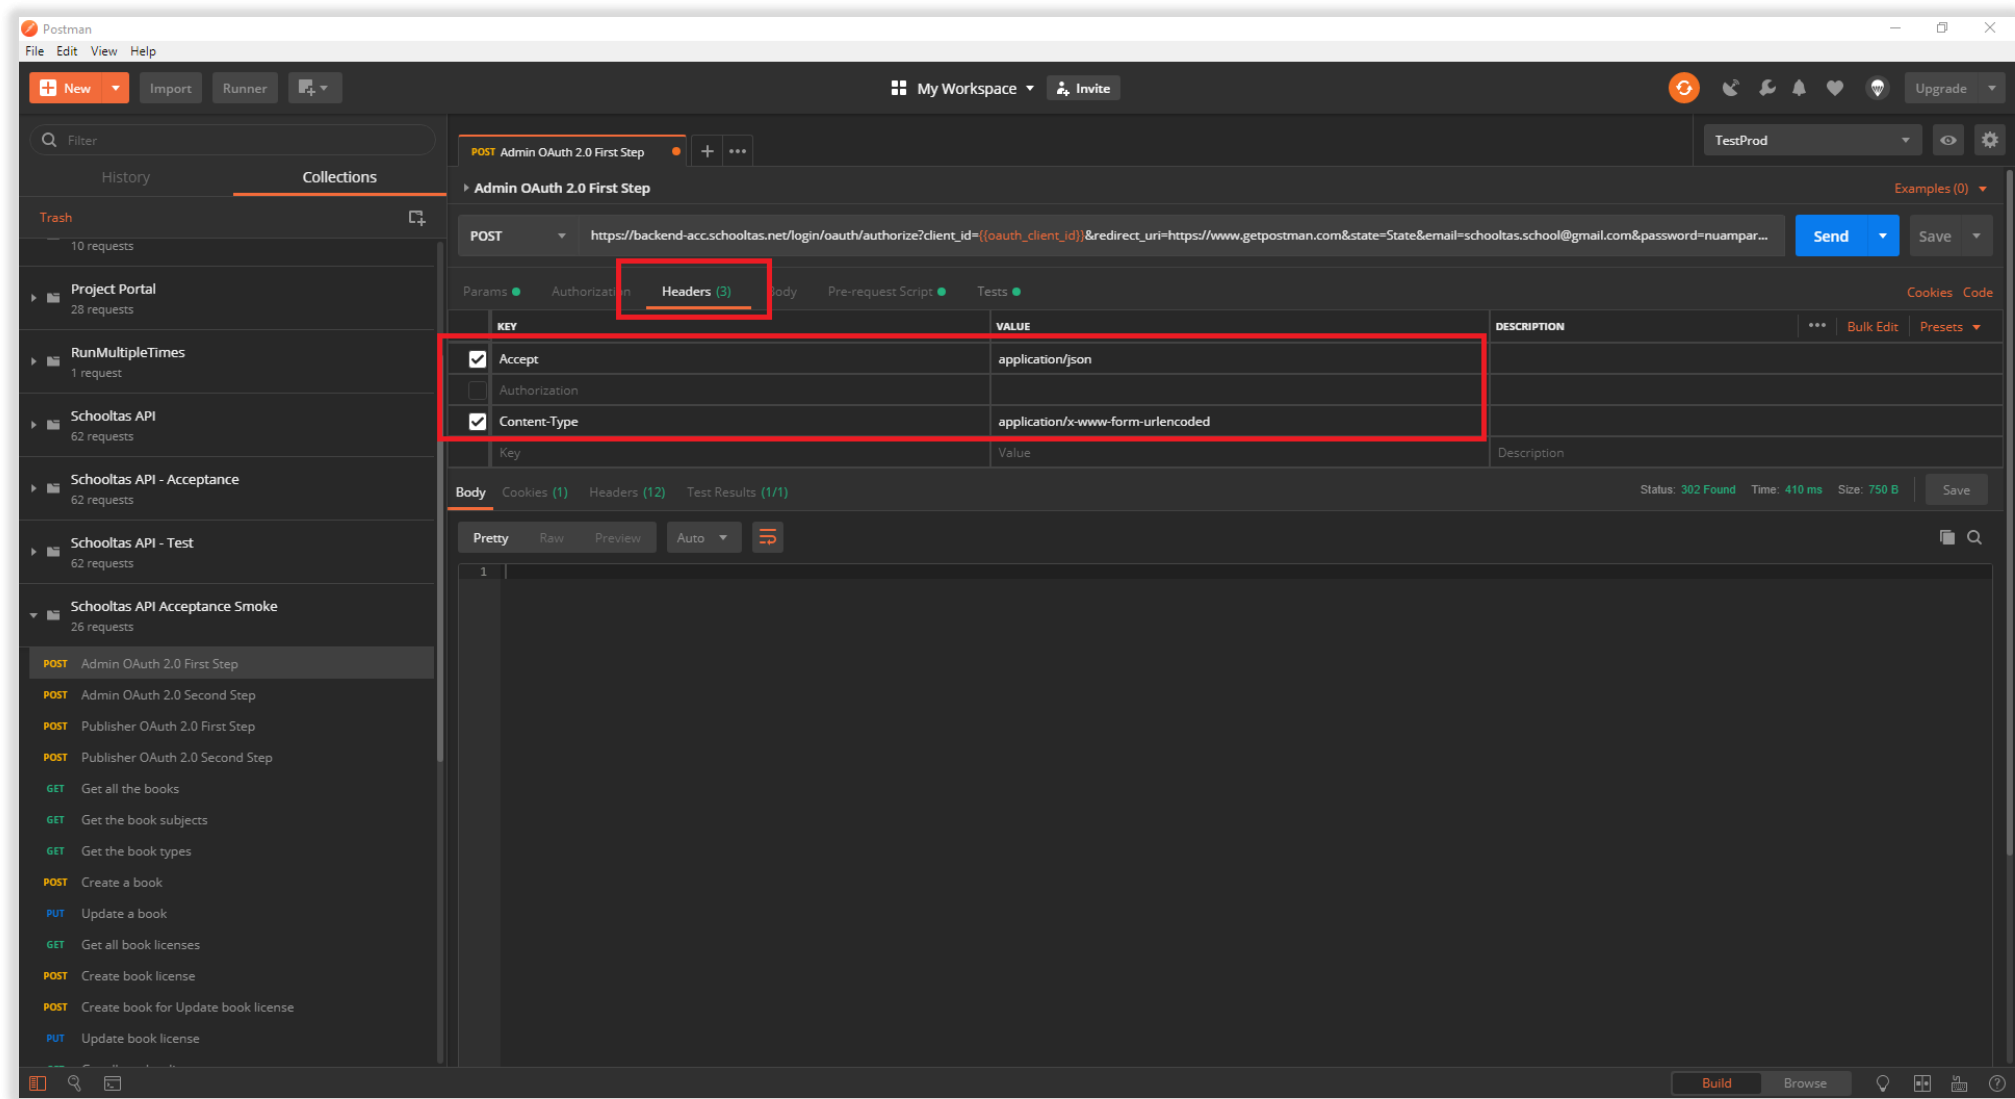 Postman
File Edit View Help
New Import Runner My Workspace Invite Upgrade
Filter
History Collections
Trash
10 requests
Project Portal
28 requests
RunMultipleTimes
1 request
Schooltas API
62 requests
Schooltas API - Acceptance
62 requests
Schooltas API - Test
62 requests
Schooltas API Acceptance Smoke
26 requests
POST Admin OAuth 2.0 First Step
POST Admin OAuth 2.0 Second Step
POST Publisher OAuth 2.0 First Step
POST Publisher OAuth 2.0 Second Step
GET Get all the books
GET Get the book subjects
GET Get the book types
POST Create a book
PUT Update a book
GET Get all book licenses
POST Create book license
POST Create book for Update book license
PUT Update book license
POST Admin OAuth 2.0 First Step + ••• TestProd
Admin OAuth 2.0 First Step Examples (0)
POST https://backend-acc.schooltas.net/login/oauth/authorize?client_id={{oauth_client_id}}&redirect_uri=https://www.getpostman.com&state=State&email=schooltas.school@gmail.com&password=nuampar... Send Save
Params Authorization Headers (3) Body Pre-request Script Tests Cookies Code
KEY VALUE DESCRIPTION ••• Bulk Edit Presets
Accept application/json
Authorization
Content-Type application/x-www-form-urlencoded
Key Value Description
Body Cookies (1) Headers (12) Test Results (1/1) Status: 302 Found Time: 410 ms Size: 750 B Save
Pretty Raw Preview Auto
1
Build Browse